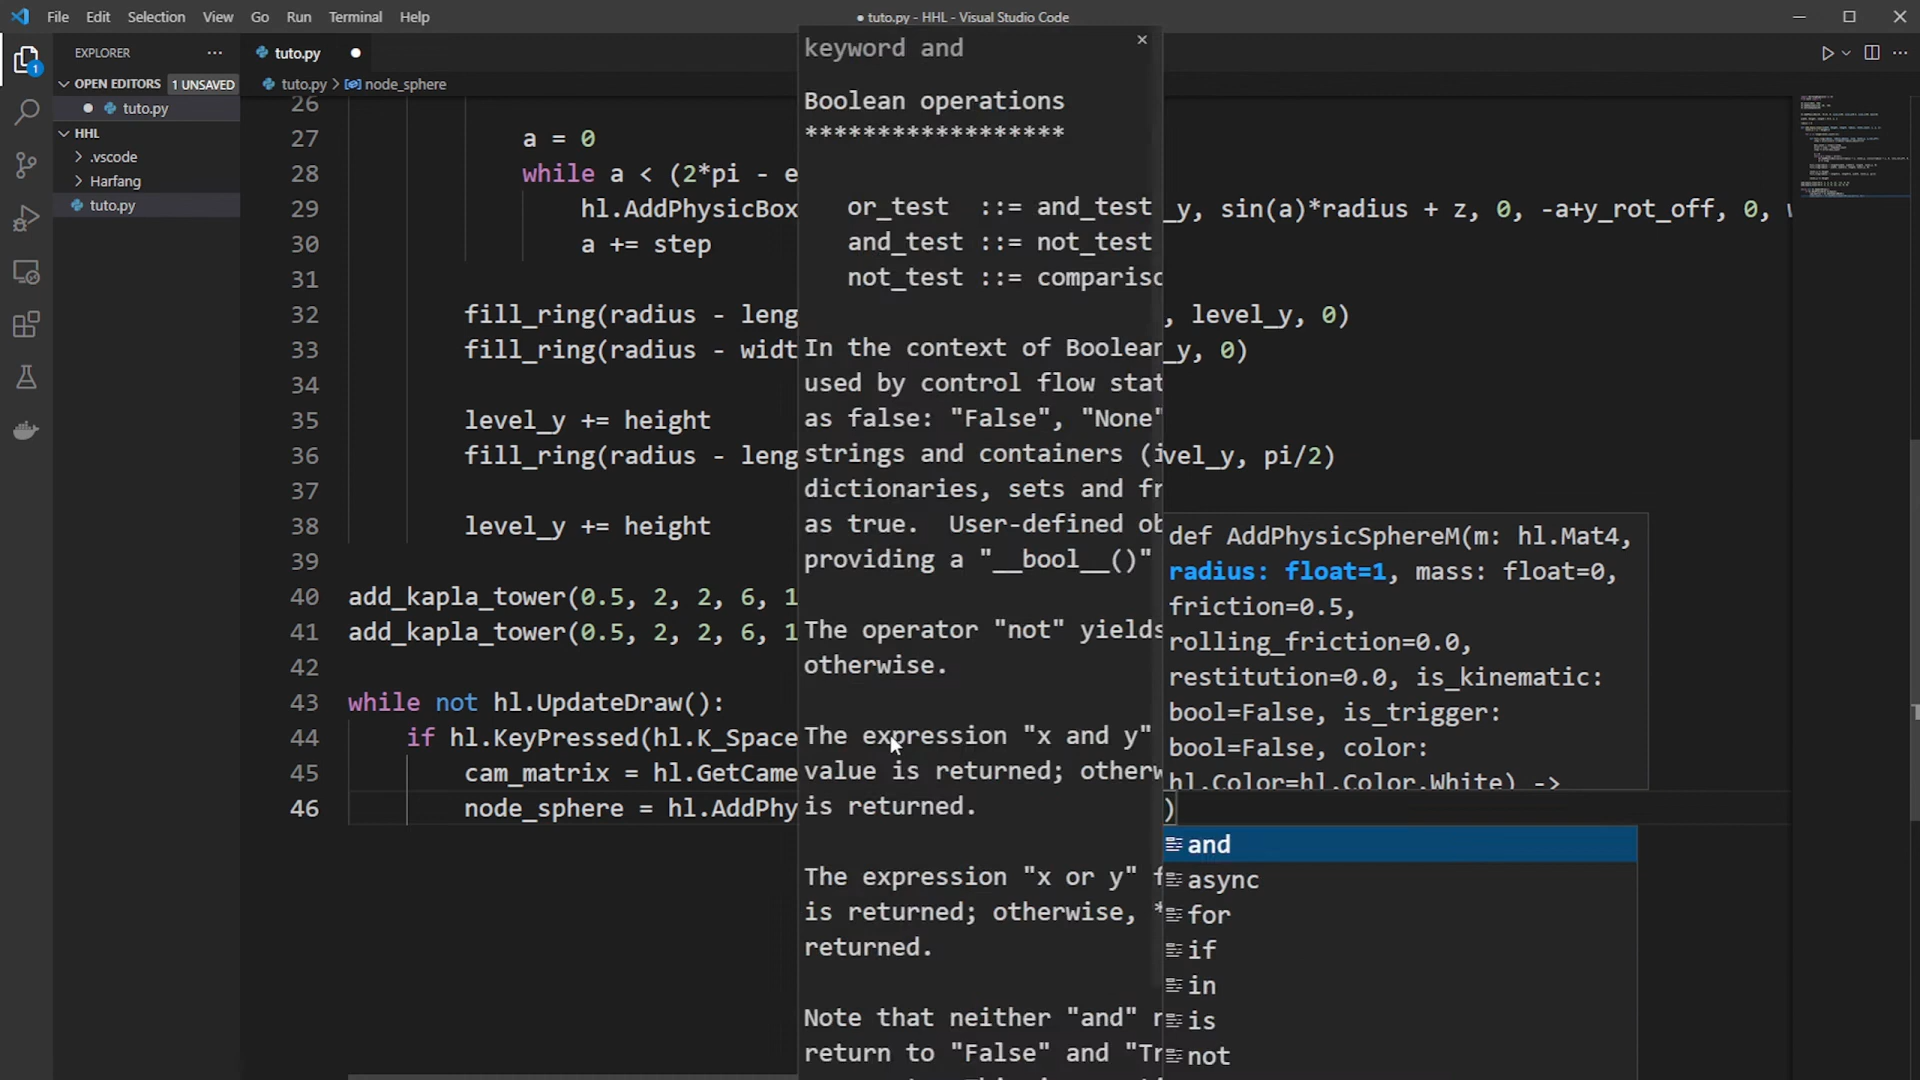 File Edit Selection View Go Run Terminal Help
● tuto.py - HHL - Visual Studio Code
EXPLORER
OPEN EDITORS 1 UNSAVED
tuto.py
HHL
.vscode
Harfang
tuto.py
1
tuto.py
tuto.py > node_sphere
26
27 a = 0
28 while a < (2*pi - e
29 hl.AddPhysicBox _y, sin(a)*radius + z, 0, -a+y_rot_off, 0,
30 a += step
31
32 fill_ring(radius - leng , level_y, 0)
33 fill_ring(radius - widt _y, 0)
34
35 level_y += height
36 fill_ring(radius - leng vel_y, pi/2)
37
38 level_y += height
39
40 add_kapla_tower(0.5, 2, 2, 6, 1
41 add_kapla_tower(0.5, 2, 2, 6, 1
42
43 while not hl.UpdateDraw():
44 if hl.KeyPressed(hl.K_Space
45 cam_matrix = hl.GetCame
46 node_sphere = hl.AddPhy )
keyword and
Boolean operations
******************
or_test ::= and_test
and_test ::= not_test
not_test ::= comparisc
In the context of Boolean
used by control flow stat
as false: "False", "None"
strings and containers (i
dictionaries, sets and fr
as true. User-defined ob
providing a "__bool__()"
The operator "not" yields
otherwise.
The expression "x and y"
value is returned; otherw
is returned.
The expression "x or y" f
is returned; otherwise, *
returned.
Note that neither "and" n
return to "False" and "Tr
def AddPhysicSphereM(m: hl.Mat4,
radius: float=1, mass: float=0,
friction=0.5,
rolling_friction=0.0,
restitution=0.0, is_kinematic:
bool=False, is_trigger:
bool=False, color:
hl.Color=hl.Color.White) ->
and
async
for
if
in
is
not